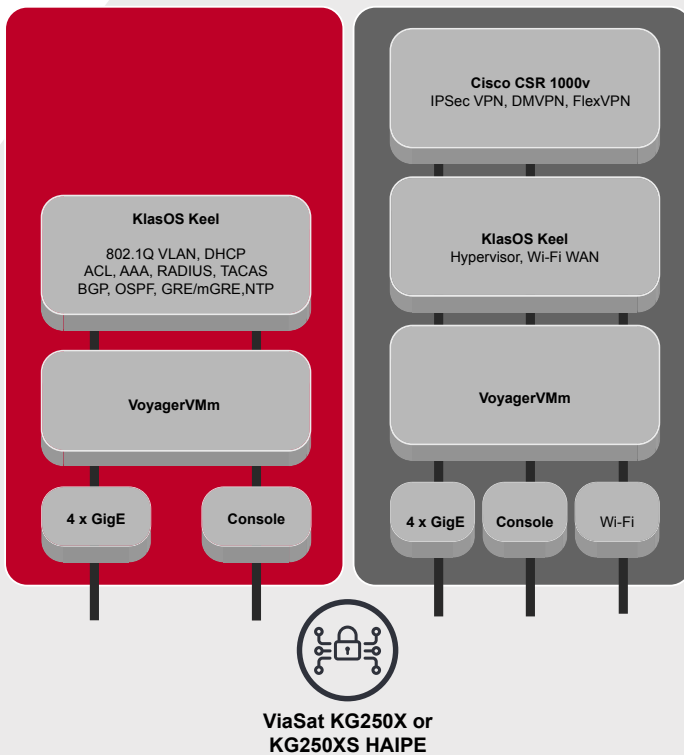 KlasOS Keel
802.1Q VLAN, DHCP
ACL, AAA, RADIUS, TACAS
BGP, OSPF, GRE/mGRE,NTP
VoyagerVMm
4 x GigE
Console
Cisco CSR 1000v
IPSec VPN, DMVPN, FlexVPN
KlasOS Keel
Hypervisor, Wi-Fi WAN
VoyagerVMm
4 x GigE
Console
Wi-Fi
ViaSat KG250X or
KG250XS HAIPE